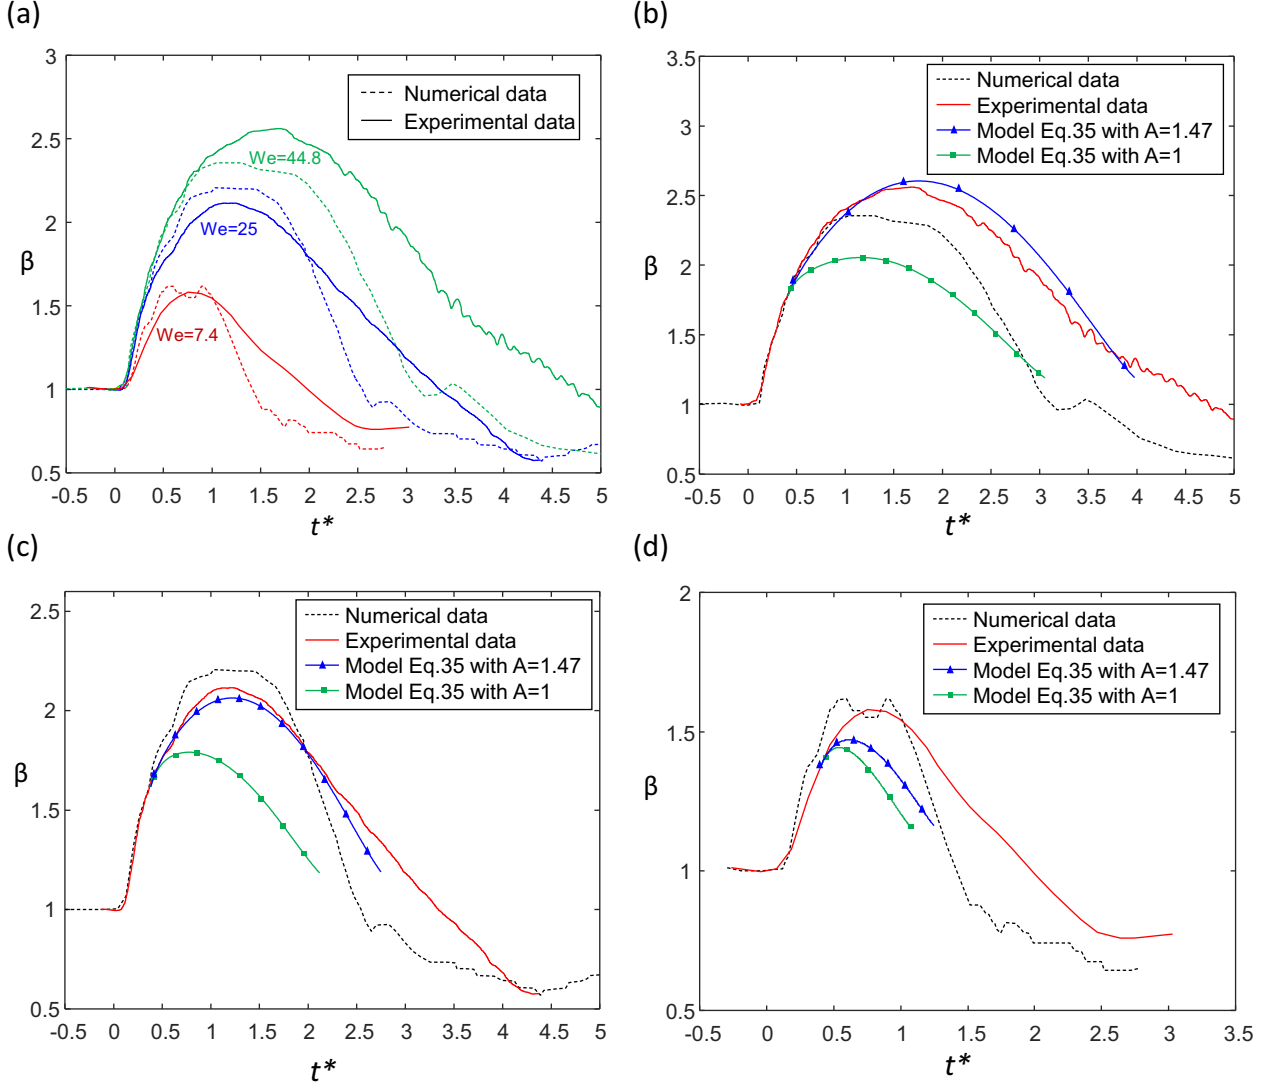 (a)
3
2.5
2
1.5
1
0.5
β
-0.5 0 0.5 1 1.5 2 2.5 3 3.5 4 4.5 5
t*
Numerical data
Experimental data
We=44.8
We=25
We=7.4
(b)
3.5
3
2.5
2
1.5
1
0.5
β
-0.5 0 0.5 1 1.5 2 2.5 3 3.5 4 4.5 5
t*
Numerical data
Experimental data
Model Eq.35 with A=1.47
Model Eq.35 with A=1
(c)
2.5
2
1.5
1
0.5
β
-0.5 0 0.5 1 1.5 2 2.5 3 3.5 4 4.5 5
t*
Numerical data
Experimental data
Model Eq.35 with A=1.47
Model Eq.35 with A=1
(d)
2
1.5
1
0.5
β
-0.5 0 0.5 1 1.5 2 2.5 3 3.5
t*
Numerical data
Experimental data
Model Eq.35 with A=1.47
Model Eq.35 with A=1